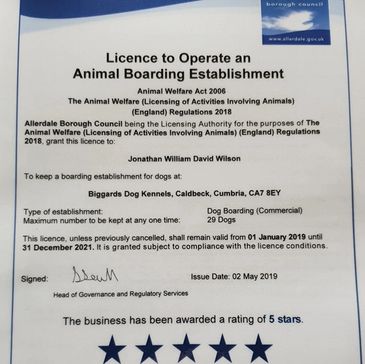 borough council
www.allerdale.gov.uk
Licence to Operate an
Animal Boarding Establishment
Animal Welfare Act 2006
The Animal Welfare (Licensing of Activities Involving Animals)
(England) Regulations 2018
Allerdale Borough Council being the Licensing Authority for the purposes of The
Animal Welfare (Licensing of Activities Involving Animals) (England) Regulations
2018, grant this licence to:
Jonathan William David Wilson
To keep a boarding establishment for dogs at:
Biggards Dog Kennels, Caldbeck, Cumbria, CA7 8EY
Type of establishment: Dog Boarding (Commercial)
Maximum number to be kept at any one time: 29 Dogs
This licence, unless previously cancelled, shall remain valid from 01 January 2019 until
31 December 2021. It is granted subject to compliance with the licence conditions.
Signed: Issue Date: 02 May 2019
Head of Governance and Regulatory Services
The business has been awarded a rating of 5 stars.